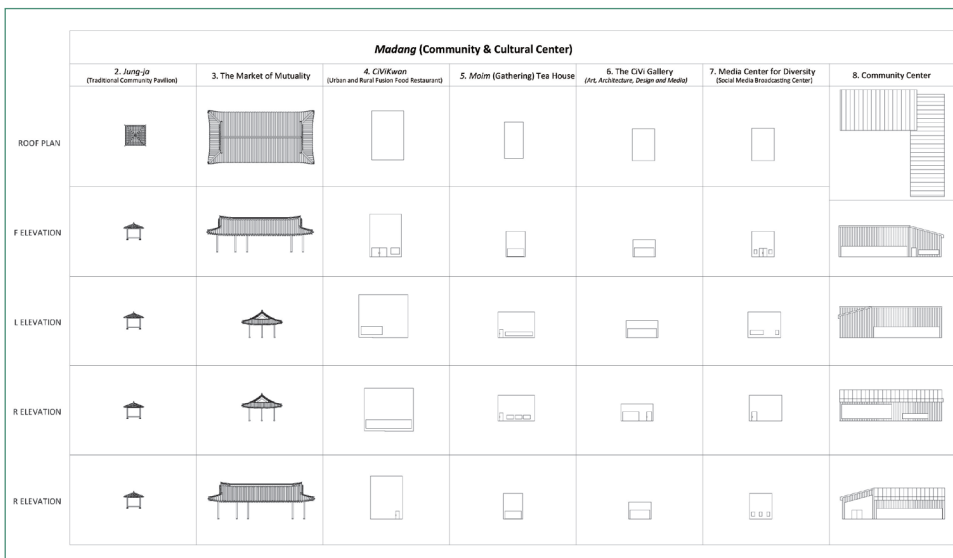 Madang (Community & Cultural Center)
2. Jung-ja
(Traditional Community Pavilion)
3. The Market of Mutuality
4. CiViKwan
(Urban and Rural Fusion Food Restaurant)
5. Moim (Gathering) Tea House
6. The CiVi Gallery
(Art, Architecture, Design and Media)
7. Media Center for Diversity
(Social Media Broadcasting Center)
8. Community Center
ROOF PLAN
F ELEVATION
L ELEVATION
R ELEVATION
R ELEVATION